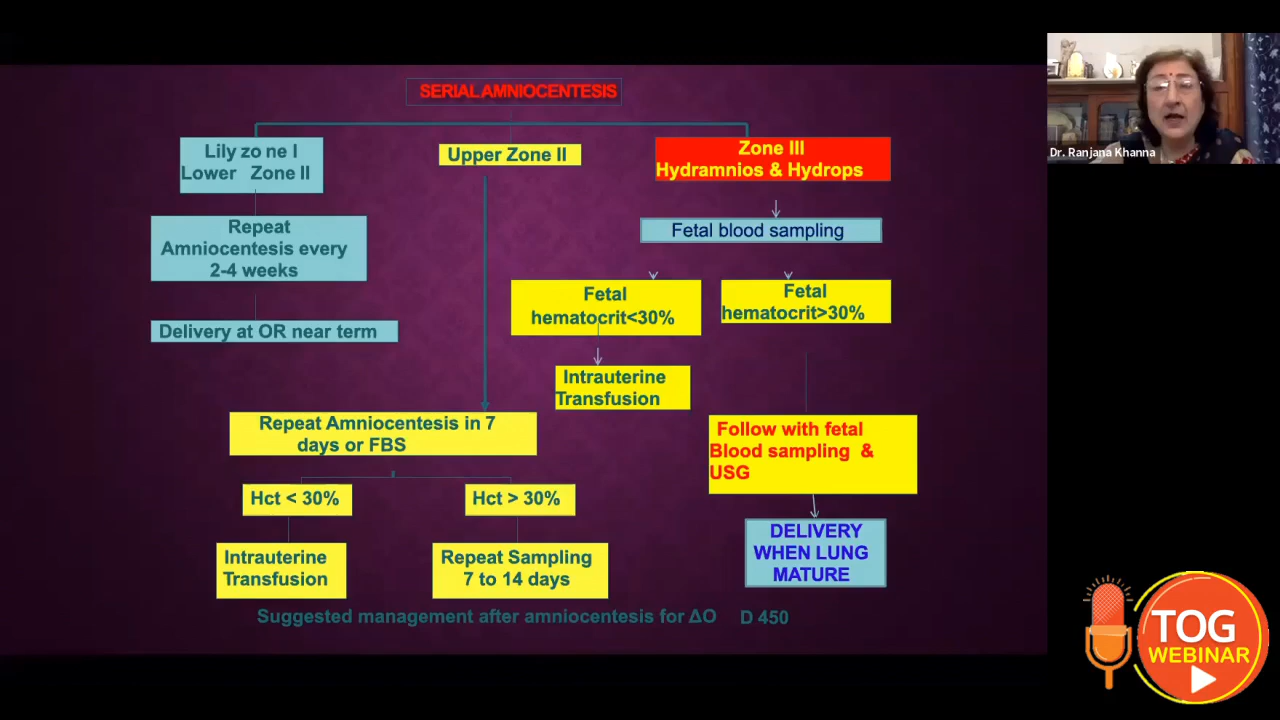 SERIAL AMNIOCENTESIS
Lily zo ne I
Lower Zone II
Upper Zone II
Zone III
Hydramnios & Hydrops
Repeat
Amniocentesis every
2-4 weeks
Delivery at OR near term
Fetal blood sampling
Fetal
hematocrit<30%
Fetal
hematocrit>30%
Intrauterine
Transfusion
Repeat Amniocentesis in 7
days or FBS
Follow with fetal
Blood sampling &
USG
Hct < 30%
Hct > 30%
Intrauterine
Transfusion
Repeat Sampling
7 to 14 days
DELIVERY
WHEN LUNG
MATURE
Suggested management after amniocentesis for ΔO D 450
Dr. Ranjana Khanna
TOG
WEBINAR